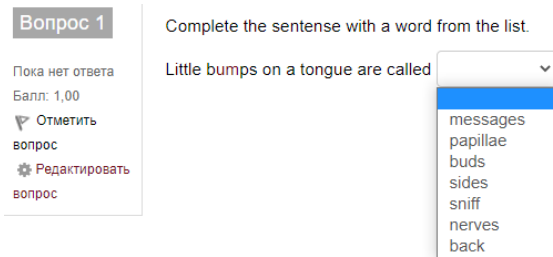 Вопрос 1
Пока нет ответа
Балл: 1,00
Отметить
вопрос
Редактировать
вопрос
Complete the sentense with a word from the list.
Little bumps on a tongue are called
messages
papillae
buds
sides
sniff
nerves
back